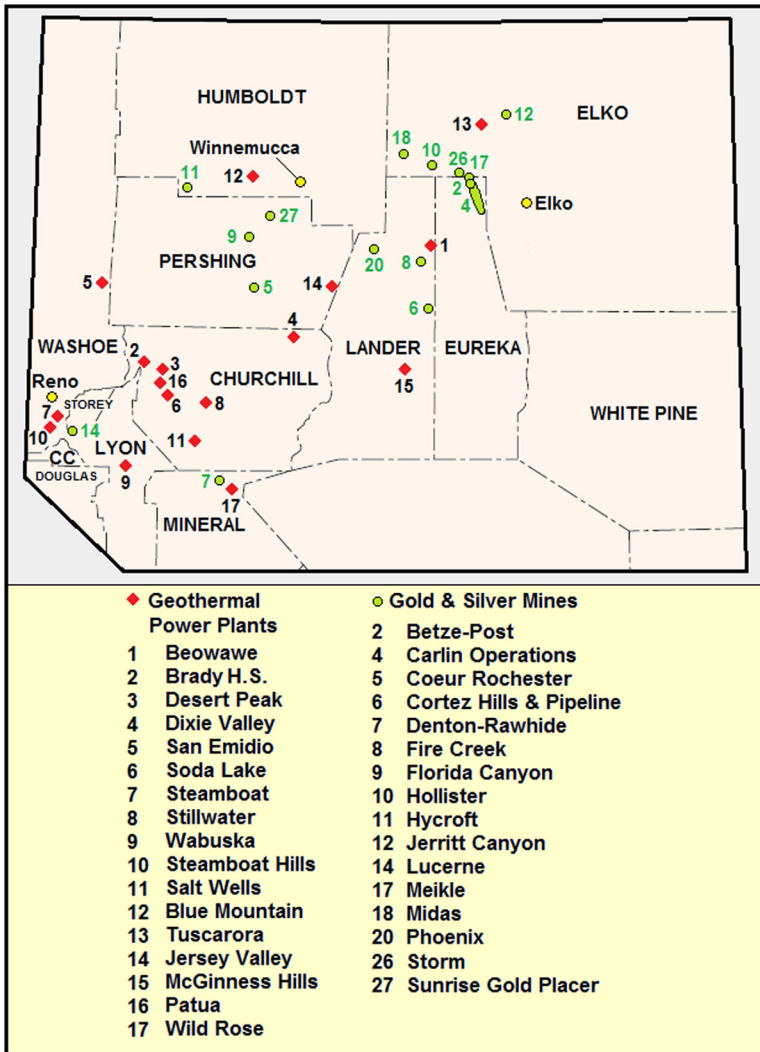 HUMBOLDT
ELKO
12
13
18
Winnemucca
10
26
17
11
12
2
4
Elko
27
9
1
20
8
PERSHING
5
5
14
6
4
WASHOE
2
3
LANDER
EUREKA
16
CHURCHILL
15
Reno
6
8
STOREY
7
WHITE PINE
14
10
11
LYON
CC
9
DOUGLAS
7
17
MINERAL
Geothermal
Power Plants
1 Beowawe
2 Brady H.S.
3 Desert Peak
4 Dixie Valley
5 San Emidio
6 Soda Lake
7 Steamboat
8 Stillwater
9 Wabuska
10 Steamboat Hills
11 Salt Wells
12 Blue Mountain
13 Tuscarora
14 Jersey Valley
15 McGinness Hills
16 Patua
17 Wild Rose
Gold & Silver Mines
2 Betze-Post
4 Carlin Operations
5 Coeur Rochester
6 Cortez Hills & Pipeline
7 Denton-Rawhide
8 Fire Creek
9 Florida Canyon
10 Hollister
11 Hycroft
12 Jerritt Canyon
14 Lucerne
17 Meikle
18 Midas
20 Phoenix
26 Storm
27 Sunrise Gold Placer